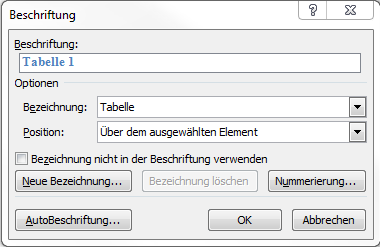 Beschriftung
Beschriftung:
Tabelle 1
Optionen
Bezeichnung: Tabelle
Position: Über dem ausgewählten Element
Bezeichnung nicht in der Beschriftung verwenden
Neue Bezeichnung... Bezeichnung löschen Nummerierung...
AutoBeschriftung... OK Abbrechen